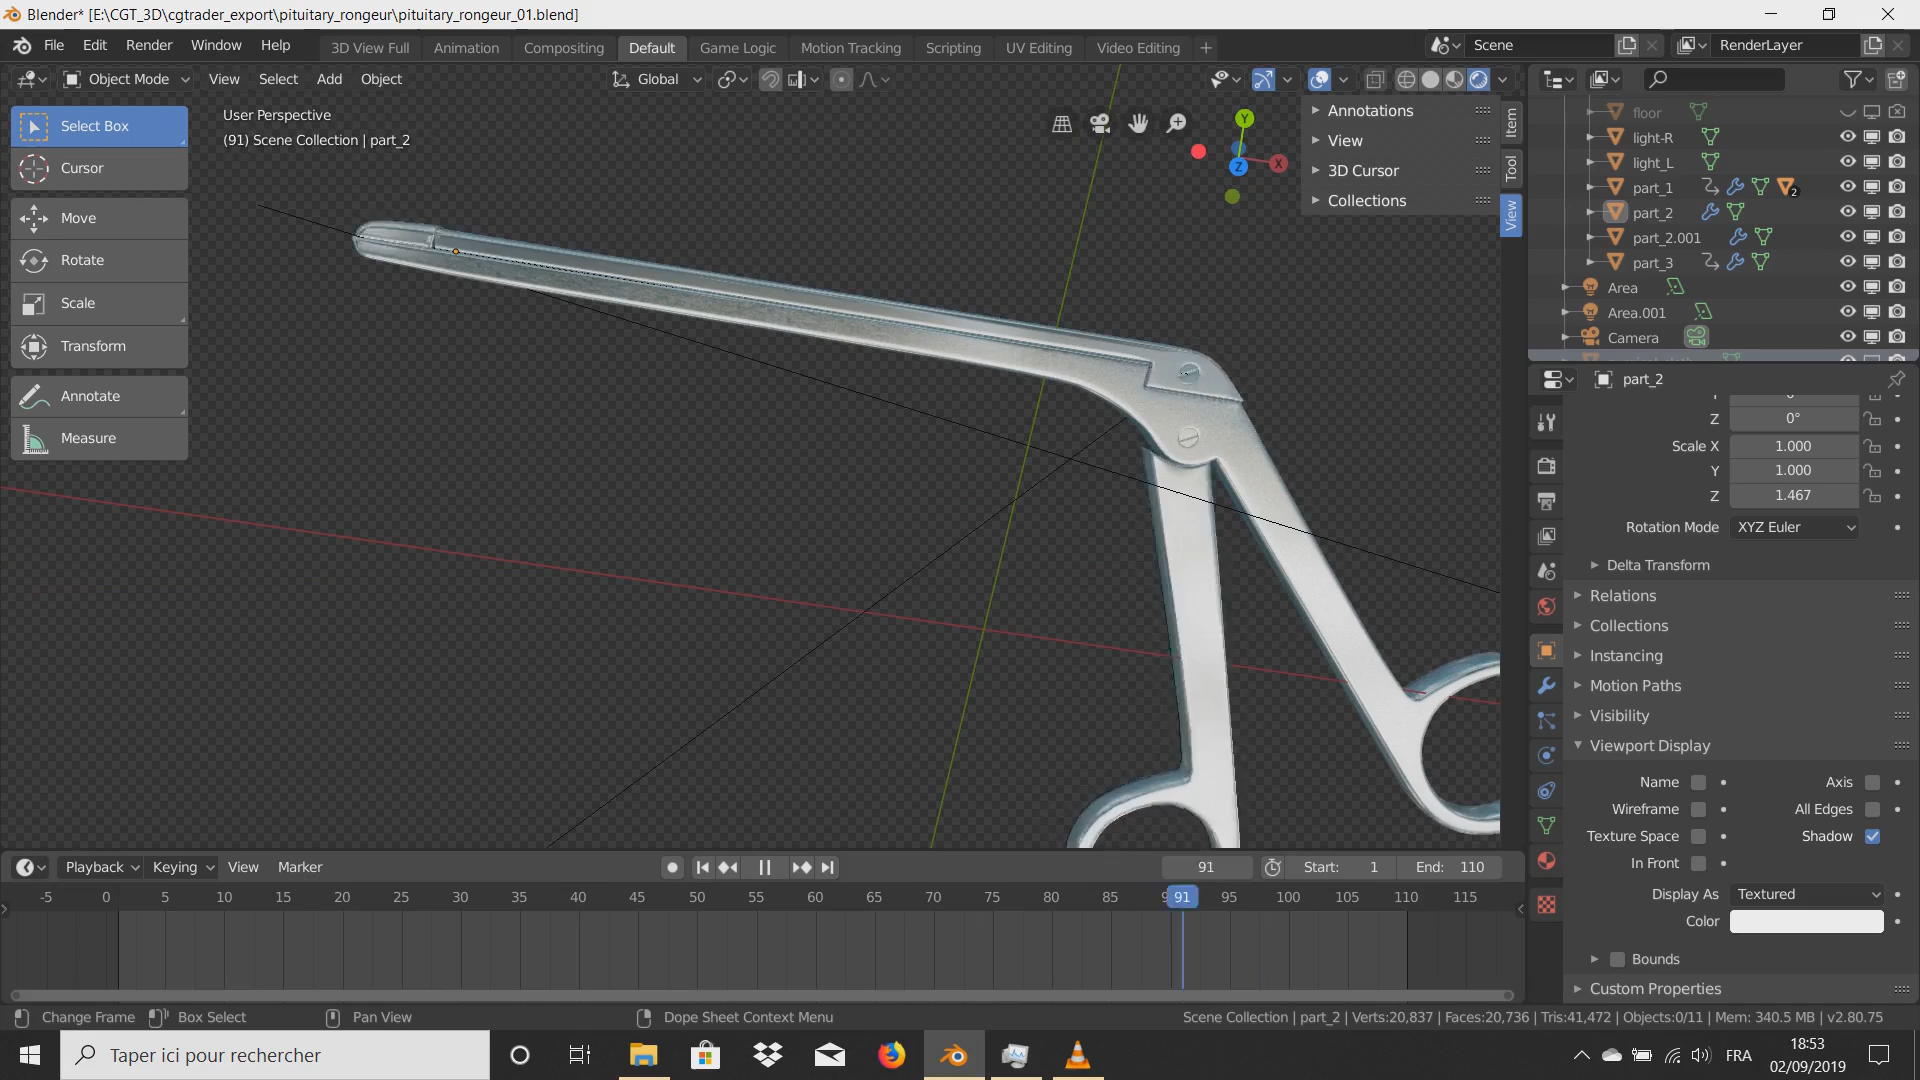 Blender* [E:\CGT_3D\cgtrader_export\pituitary_rongeur\pituitary_rongeur_01.blend]
File Edit Render Window Help 3D View Full Animation Compositing Default Game Logic Motion Tracking Scripting UV Editing Video Editing + Scene RenderLayer
Object Mode View Select Add Object Global
Select Box
Cursor
Move
Rotate
Scale
Transform
Annotate
Measure
User Perspective
(91) Scene Collection | part_2
Y
X
Z
Annotations
View
3D Cursor
Collections
Item
Tool
View
floor
light-R
light_L
part_1 2
part_2
part_2.001
part_3
Area
Area.001
Camera
part_2
Z 0°
Scale X 1.000
Y 1.000
Z 1.467
Rotation Mode XYZ Euler
Delta Transform
Relations
Collections
Instancing
Motion Paths
Visibility
Viewport Display
Name Axis
Wireframe All Edges
Texture Space Shadow
In Front
Display As Textured
Color
Bounds
Custom Properties
Playback Keying View Marker 91 Start: 1 End: 110
-5 0 5 10 15 20 25 30 35 40 45 50 55 60 65 70 75 80 85 91 95 100 105 110 115
Change Frame Box Select Pan View Dope Sheet Context Menu Scene Collection | part_2 | Verts:20,837 | Faces:20,736 | Tris:41,472 | Objects:0/11 | Mem: 340.5 MB | v2.80.75
Taper ici pour rechercher
FRA
18:53
02/09/2019